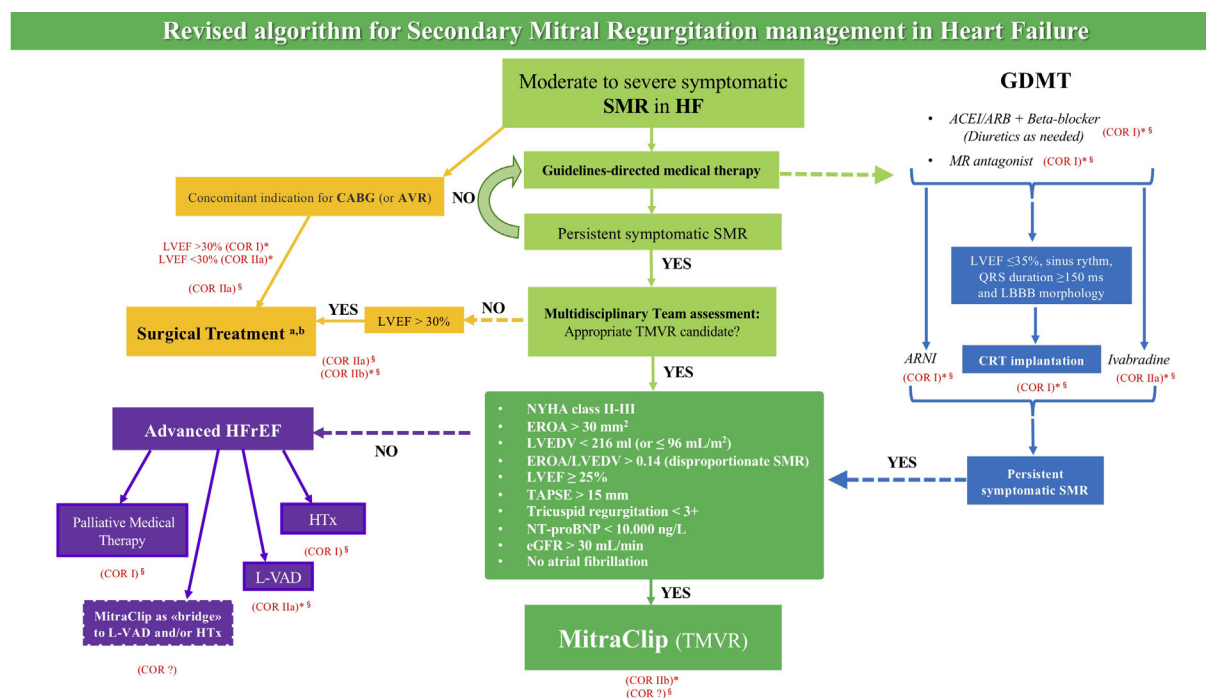 Revised algorithm for Secondary Mitral Regurgitation management in Heart Failure
Moderate to severe symptomatic
SMR in HF
Guidelines-directed medical therapy
NO
Persistent symptomatic SMR
YES
Concomitant indication for CABG (or AVR)
LVEF >30% (COR I)*
LVEF <30% (COR IIa)*
(COR IIa) §
Surgical Treatment a,b
YES
LVEF > 30%
NO
(COR IIa) §
(COR IIb)* §
Multidisciplinary Team assessment:
Appropriate TMVR candidate?
YES
• NYHA class II-III
• EROA > 30 mm²
• LVEDV < 216 ml (or ≤ 96 mL/m²)
• EROA/LVEDV > 0.14 (disproportionate SMR)
• LVEF ≥ 25%
• TAPSE > 15 mm
• Tricuspid regurgitation < 3+
• NT-proBNP < 10.000 ng/L
• eGFR > 30 mL/min
• No atrial fibrillation
YES
MitraClip (TMVR)
(COR IIb)*
(COR ?) §
NO
Advanced HFrEF
Palliative Medical
Therapy
(COR I) §
HTx
(COR I) §
L-VAD
(COR IIa)* §
MitraClip as «bridge»
to L-VAD and/or HTx
(COR ?)
GDMT
• ACEI/ARB + Beta-blocker
(Diuretics as needed)
(COR I)* §
• MR antagonist (COR I)* §
LVEF ≤35%, sinus rythm,
QRS duration ≥150 ms
and LBBB morphology
ARNI
(COR I)* §
CRT implantation
(COR I)* §
Ivabradine
(COR IIa)* §
Persistent
symptomatic SMR
YES